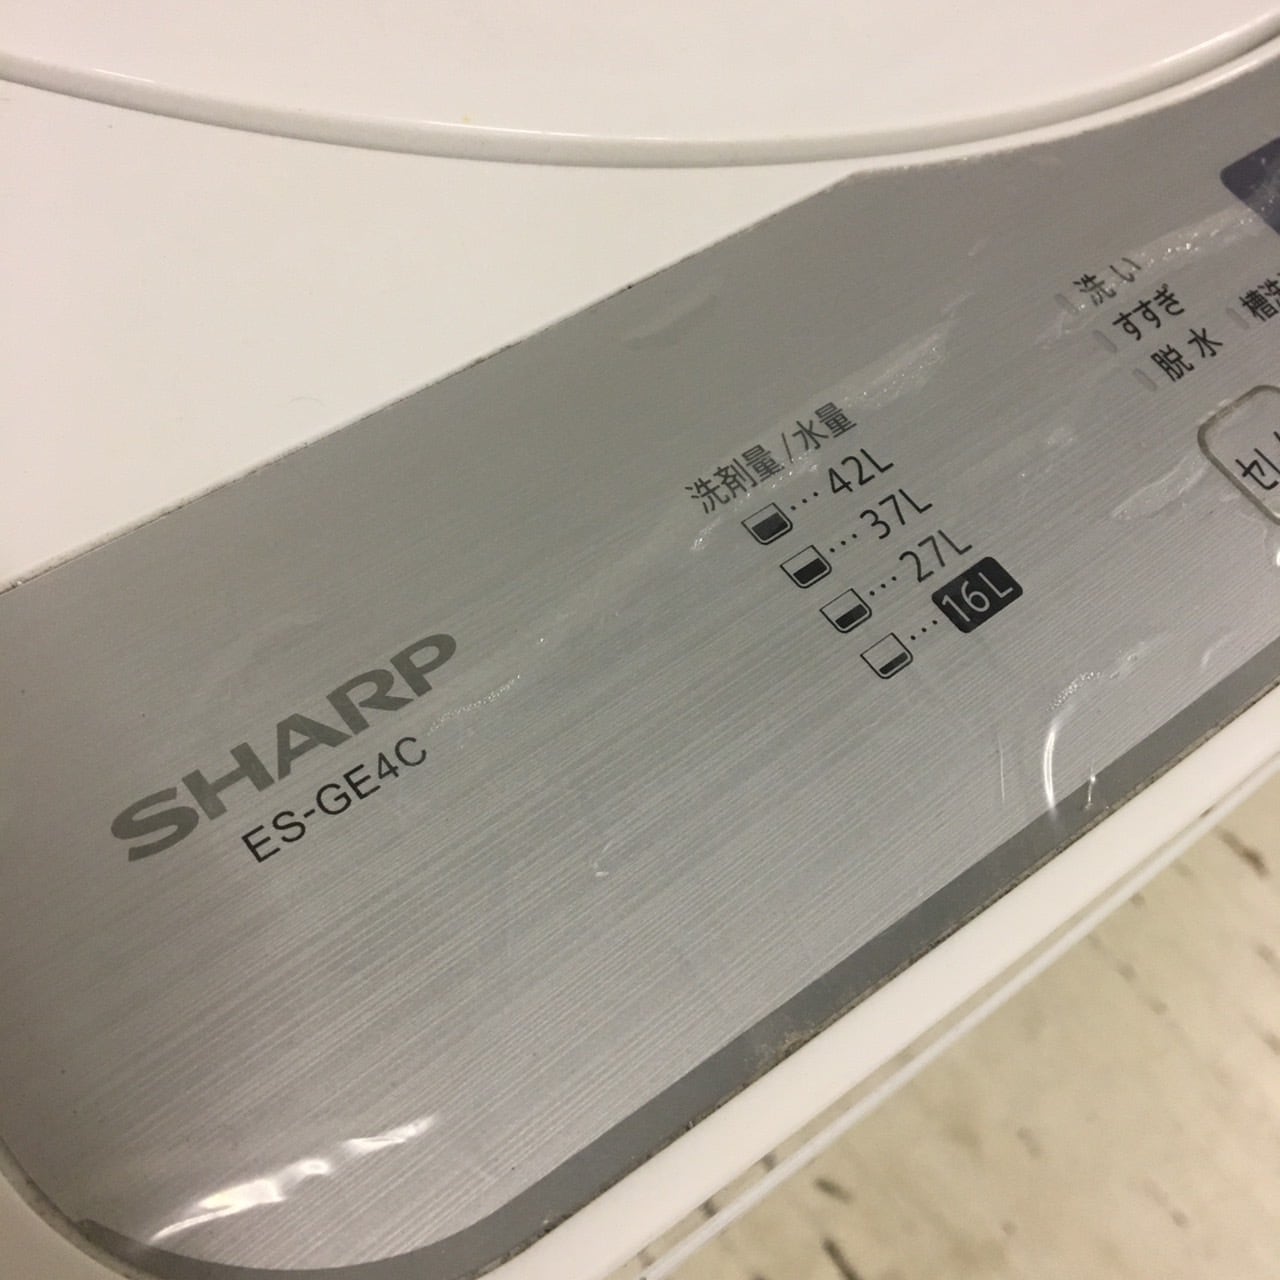 洗い
すすぎ
脱水
洗剤量/水量
…42L
…37L
…27L
…16L
SHARP
ES-GE4C